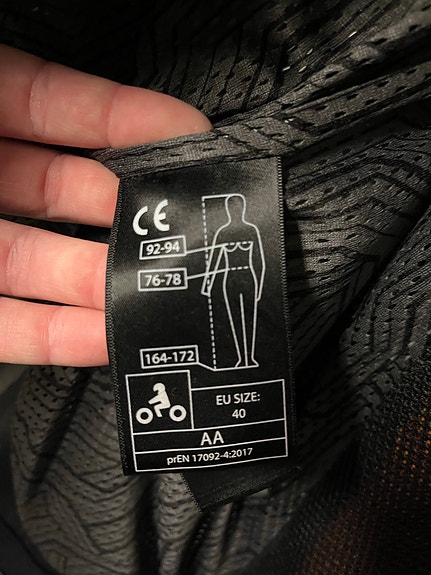 CE
92-94
76-78
164-172
EU SIZE:
40
AA
prEN 17092-4:2017